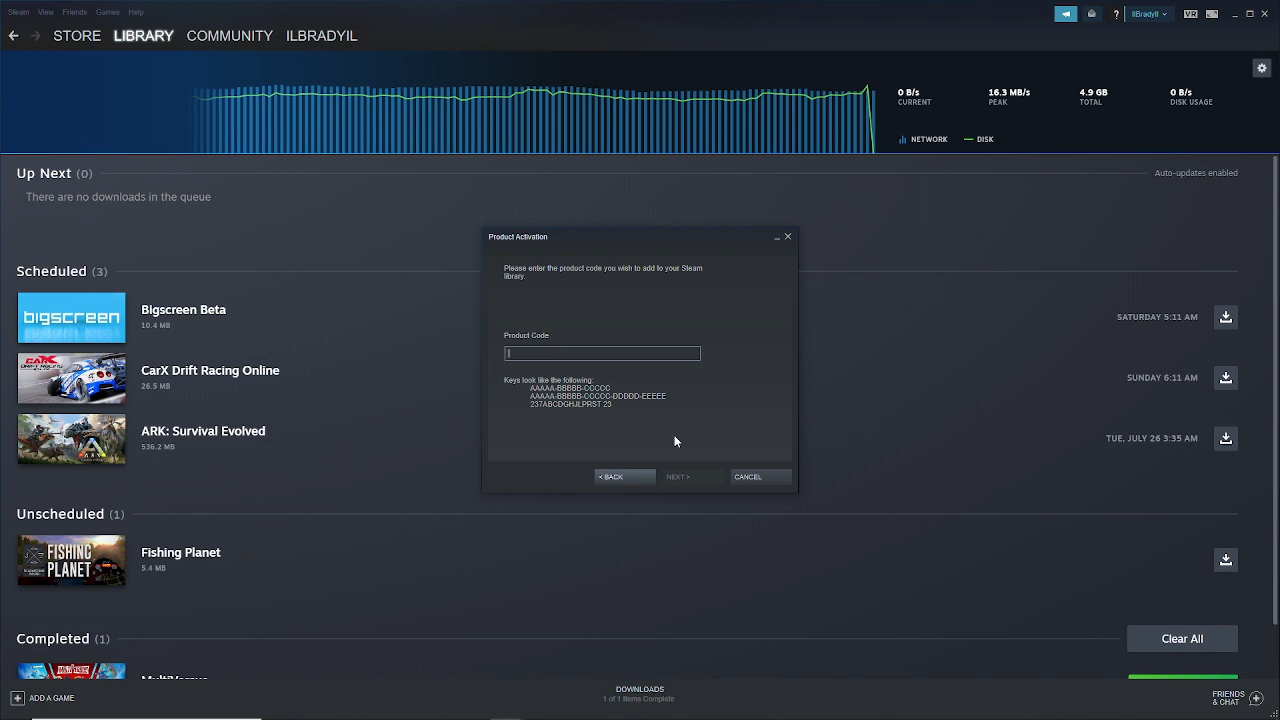 Steam View Friends Games Help
IlBradyIl
VR
STORE LIBRARY COMMUNITY ILBRADYIL
0 B/s 16.3 MB/s 4.9 GB 0 B/s
CURRENT PEAK TOTAL DISK USAGE
NETWORK DISK
Up Next (0)
Auto-updates enabled
There are no downloads in the queue
Product Activation
Please enter the product code you wish to add to your Steam
library.
Product Code
Keys look like the following:
AAAAA-BBBBB-CCCCC
AAAAA-BBBBB-CCCCC-DDDDD-EEEEE
237ABCDGHJLPRST 23
< BACK NEXT > CANCEL
Scheduled (3)
bigscreen
Bigscreen Beta
10.4 MB
SATURDAY 5:11 AM
CARX
DRIFT RACING
CarX Drift Racing Online
26.5 MB
SUNDAY 6:11 AM
ARK
ARK: Survival Evolved
536.2 MB
TUE, JULY 26 3:35 AM
Unscheduled (1)
FISHING
PLANET
Fishing Planet
5.4 MB
Completed (1)
Clear All
MultiVersus
ADD A GAME
DOWNLOADS
1 of 1 Items Complete
FRIENDS
& CHAT